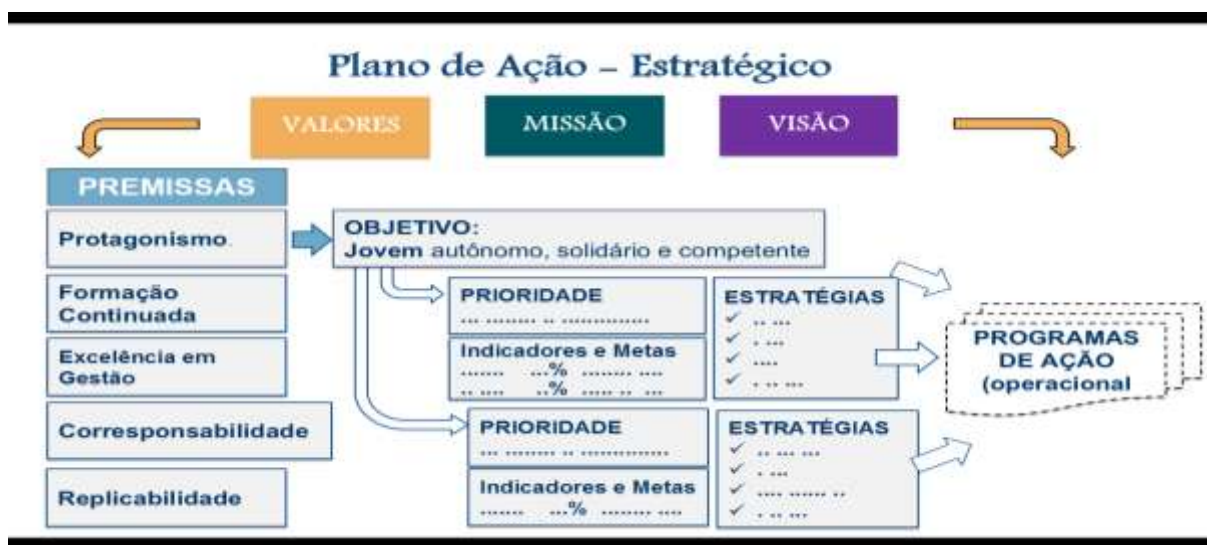 Plano de Ação – Estratégico
VALORES
MISSÃO
VISÃO
PREMISSAS
Protagonismo.
Formação
Continuada
Excelência em
Gestão
Corresponsabilidade
Replicabilidade
OBJETIVO:
Jovem autônomo, solidário e competente
PRIORIDADE
... ........ .. ..............
Indicadores e Metas
....... ...% ........ ....
.. .... ..% ..... .. ...
ESTRATÉGIAS
✓ .. ...
✓ . ...
✓ ....
✓ . .. ...
PRIORIDADE
... ........ .. ..............
Indicadores e Metas
....... ...% ........ ....
ESTRATÉGIAS
✓ .. ... ...
✓ . ...
✓ .... ...... ..
✓ . .. ...
PROGRAMAS
DE AÇÃO
(operacional